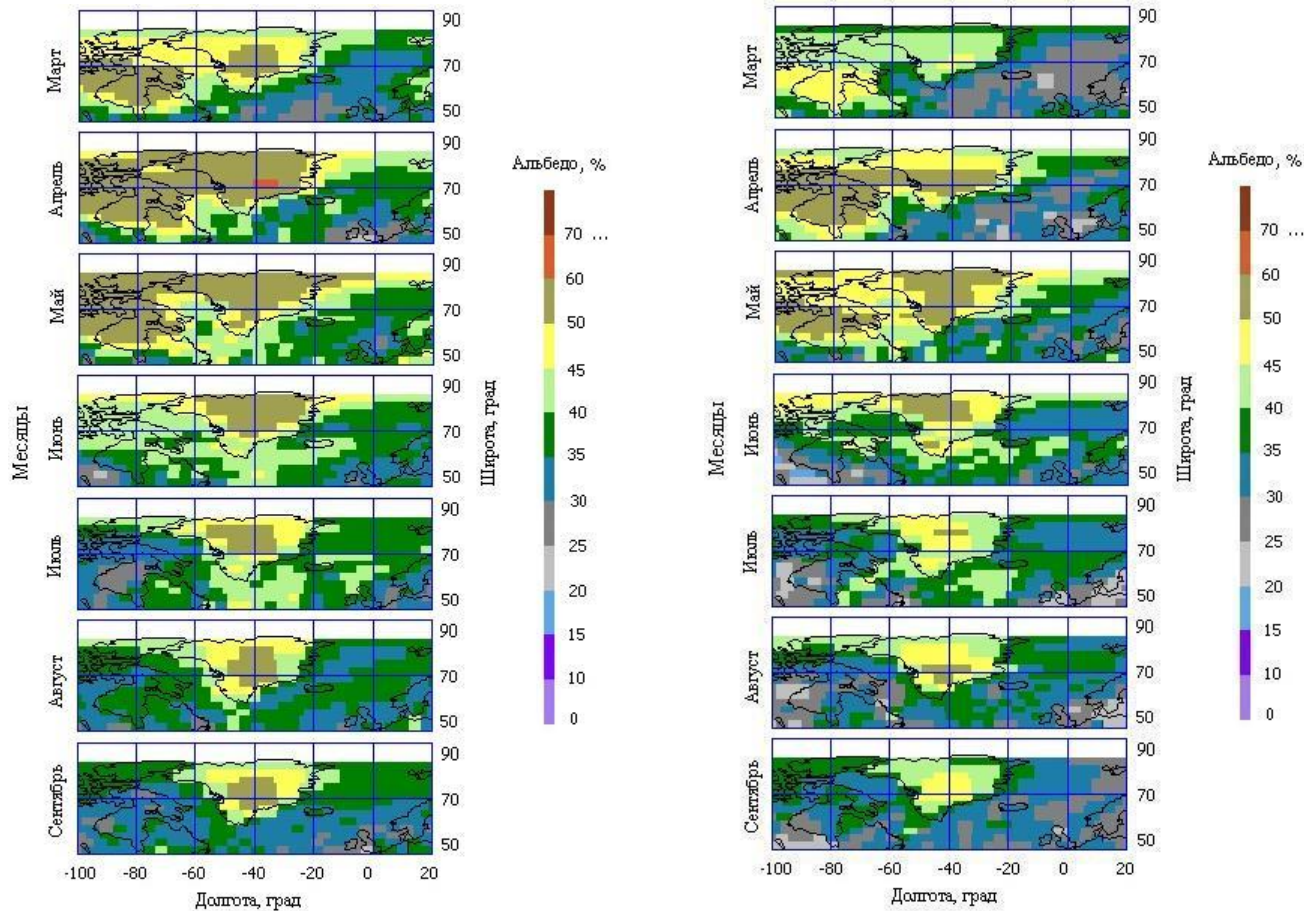 Март
90
70
50
Апрель
90
70
50
Май
90
70
50
Июнь
90
70
50
Июль
90
70
50
Август
90
70
50
Сентябрь
90
70
50
-100 -80 -60 -40 -20 0 20
Долгота, град
Месяцы
Широта, град
Альбедо, %
70 ...
60
50
45
40
35
30
25
20
15
10
0
Март
90
70
50
Апрель
90
70
50
Май
90
70
50
Июнь
90
70
50
Июль
90
70
50
Август
90
70
50
Сентябрь
90
70
50
-100 -80 -60 -40 -20 0 20
Долгота, град
Месяцы
Широта, град
Альбедо, %
70 ...
60
50
45
40
35
30
25
20
15
10
0